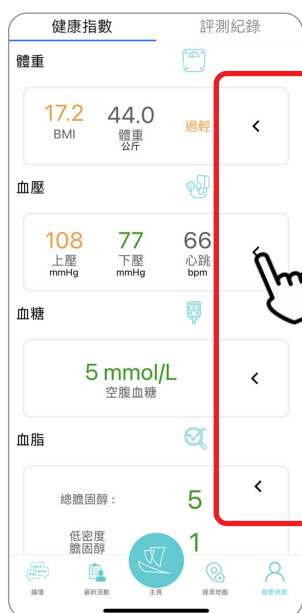 健康指數 評測紀錄
體重
17.2 44.0 過輕
BMI 體重
公斤
血壓
108 77 66
上壓 下壓 心跳
mmHg mmHg bpm
血糖
5 mmol/L
空腹血糖
血脂
總膽固醇： 5
低密度
膽固醇 1
論壇 最新活動 主頁 資源地圖 健康總覽